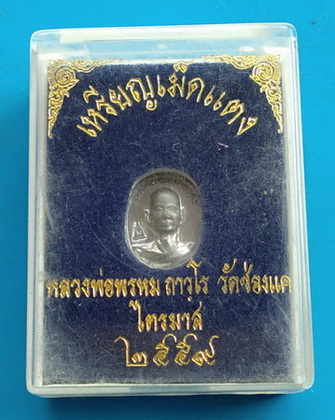 เหรียญเม็ดแตง
หลวงพ่อพรหม ถาวโร วัดช่องแค
ไตรมาส
๒๕๕๙